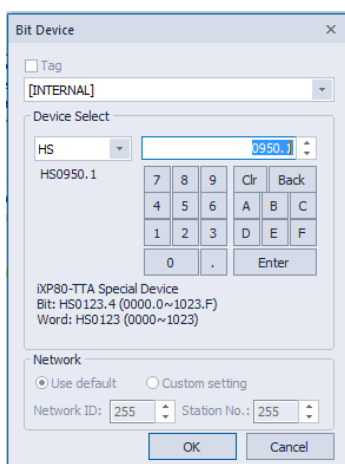 Bit Device
Tag
[INTERNAL]
Device Select
HS 0950.1
HS0950.1
7 8 9 Clr Back
4 5 6 A B C
1 2 3 D E F
0 . Enter
iXP80-TTA Special Device
Bit: HS0123.4 (0000.0~1023.F)
Word: HS0123 (0000~1023)
Network
Use default Custom setting
Network ID: 255 Station No.: 255
OK Cancel